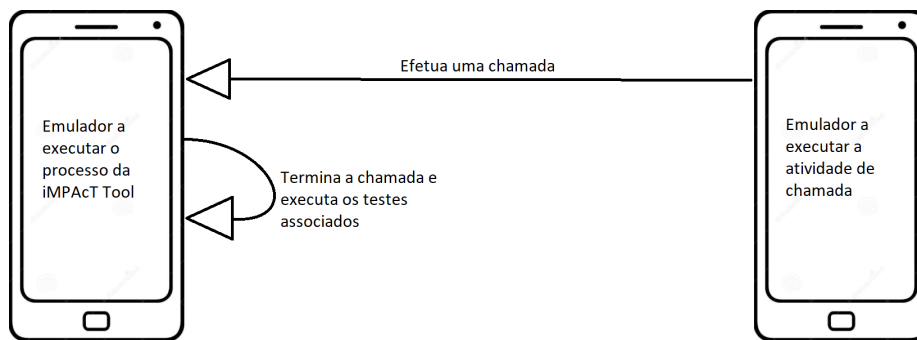 Efetua uma chamada
Emulador a
executar o
processo da
iMPAcT Tool
Termina a chamada e
executa os testes
associados
Emulador a
executar a
atividade de
chamada